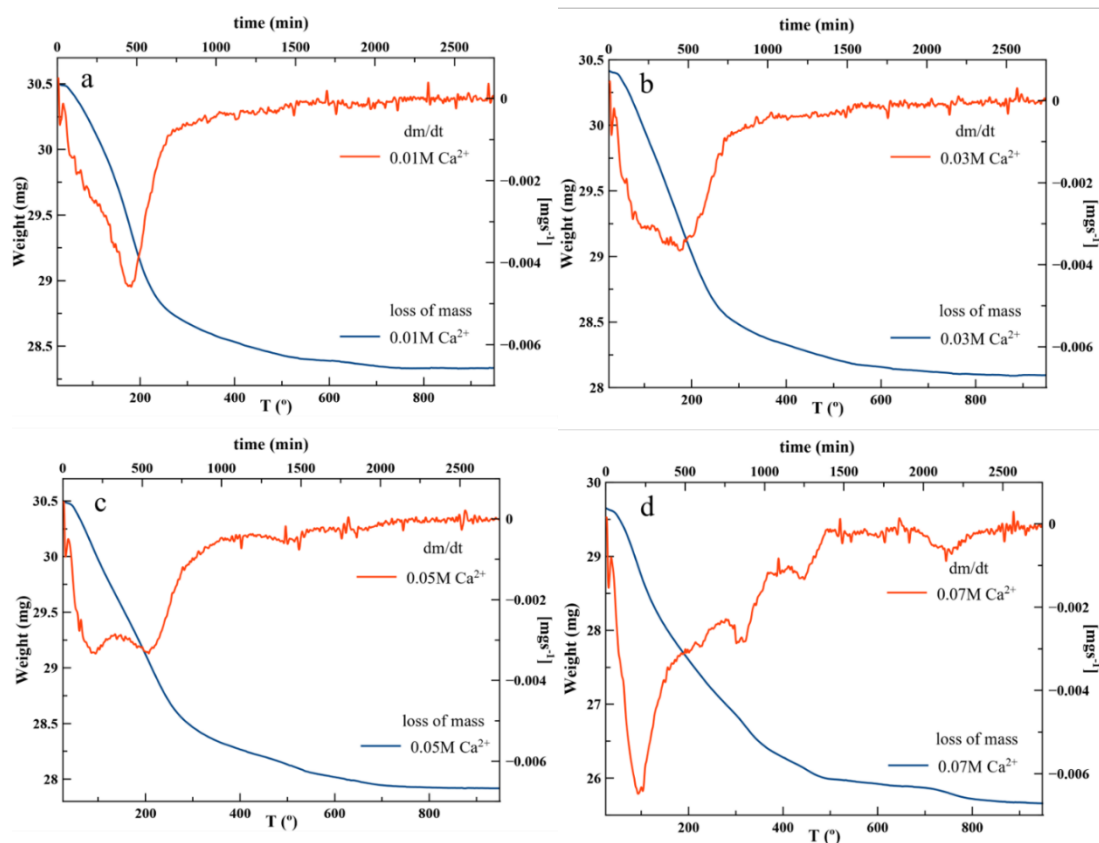 time (min)
0 500 1000 1500 2000 2500
a
30.5
30
29.5
29
28.5
Weight (mg)
0
−0.002
−0.004
−0.006
[mgs⁻¹]
dm/dt
0.01M Ca²⁺
loss of mass
0.01M Ca²⁺
200 400 600 800
T (º)
time (min)
0 500 1000 1500 2000 2500
b
30.5
30
29.5
29
28.5
28
Weight (mg)
0
−0.002
−0.004
−0.006
[mgs⁻¹]
dm/dt
0.03M Ca²⁺
loss of mass
0.03M Ca²⁺
200 400 600 800
T (º)
time (min)
0 500 1000 1500 2000 2500
c
30.5
30
29.5
29
28.5
28
Weight (mg)
0
−0.002
−0.004
−0.006
[mgs⁻¹]
dm/dt
0.05M Ca²⁺
loss of mass
0.05M Ca²⁺
200 400 600 800
T (º)
time (min)
0 500 1000 1500 2000 2500
d
30
29
28
27
26
Weight (mg)
0
−0.002
−0.004
−0.006
[mgs⁻¹]
dm/dt
0.07M Ca²⁺
loss of mass
0.07M Ca²⁺
200 400 600 800
T (º)